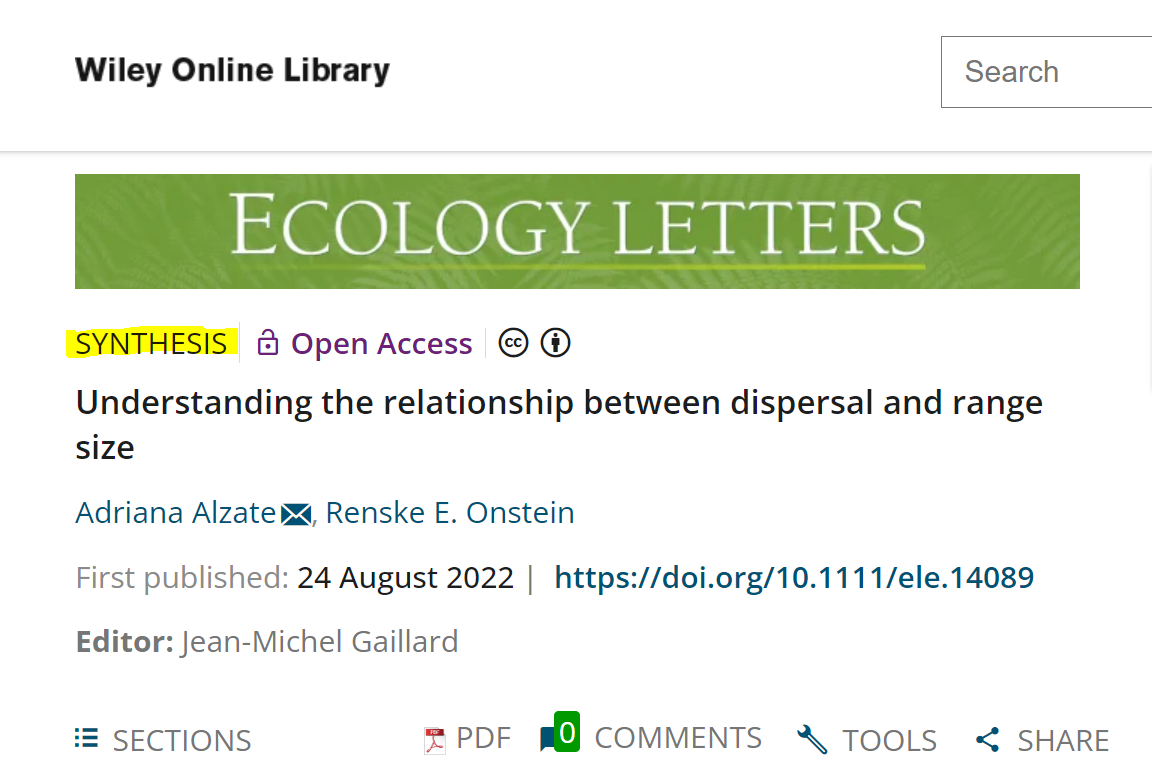 Wiley Online Library
Search
ECOLOGY LETTERS
SYNTHESIS Open Access cc
Understanding the relationship between dispersal and range
size
Adriana Alzate, Renske E. Onstein
First published: 24 August 2022 | https://doi.org/10.1111/ele.14089
Editor: Jean-Michel Gaillard
SECTIONS PDF PDF 0 COMMENTS TOOLS SHARE